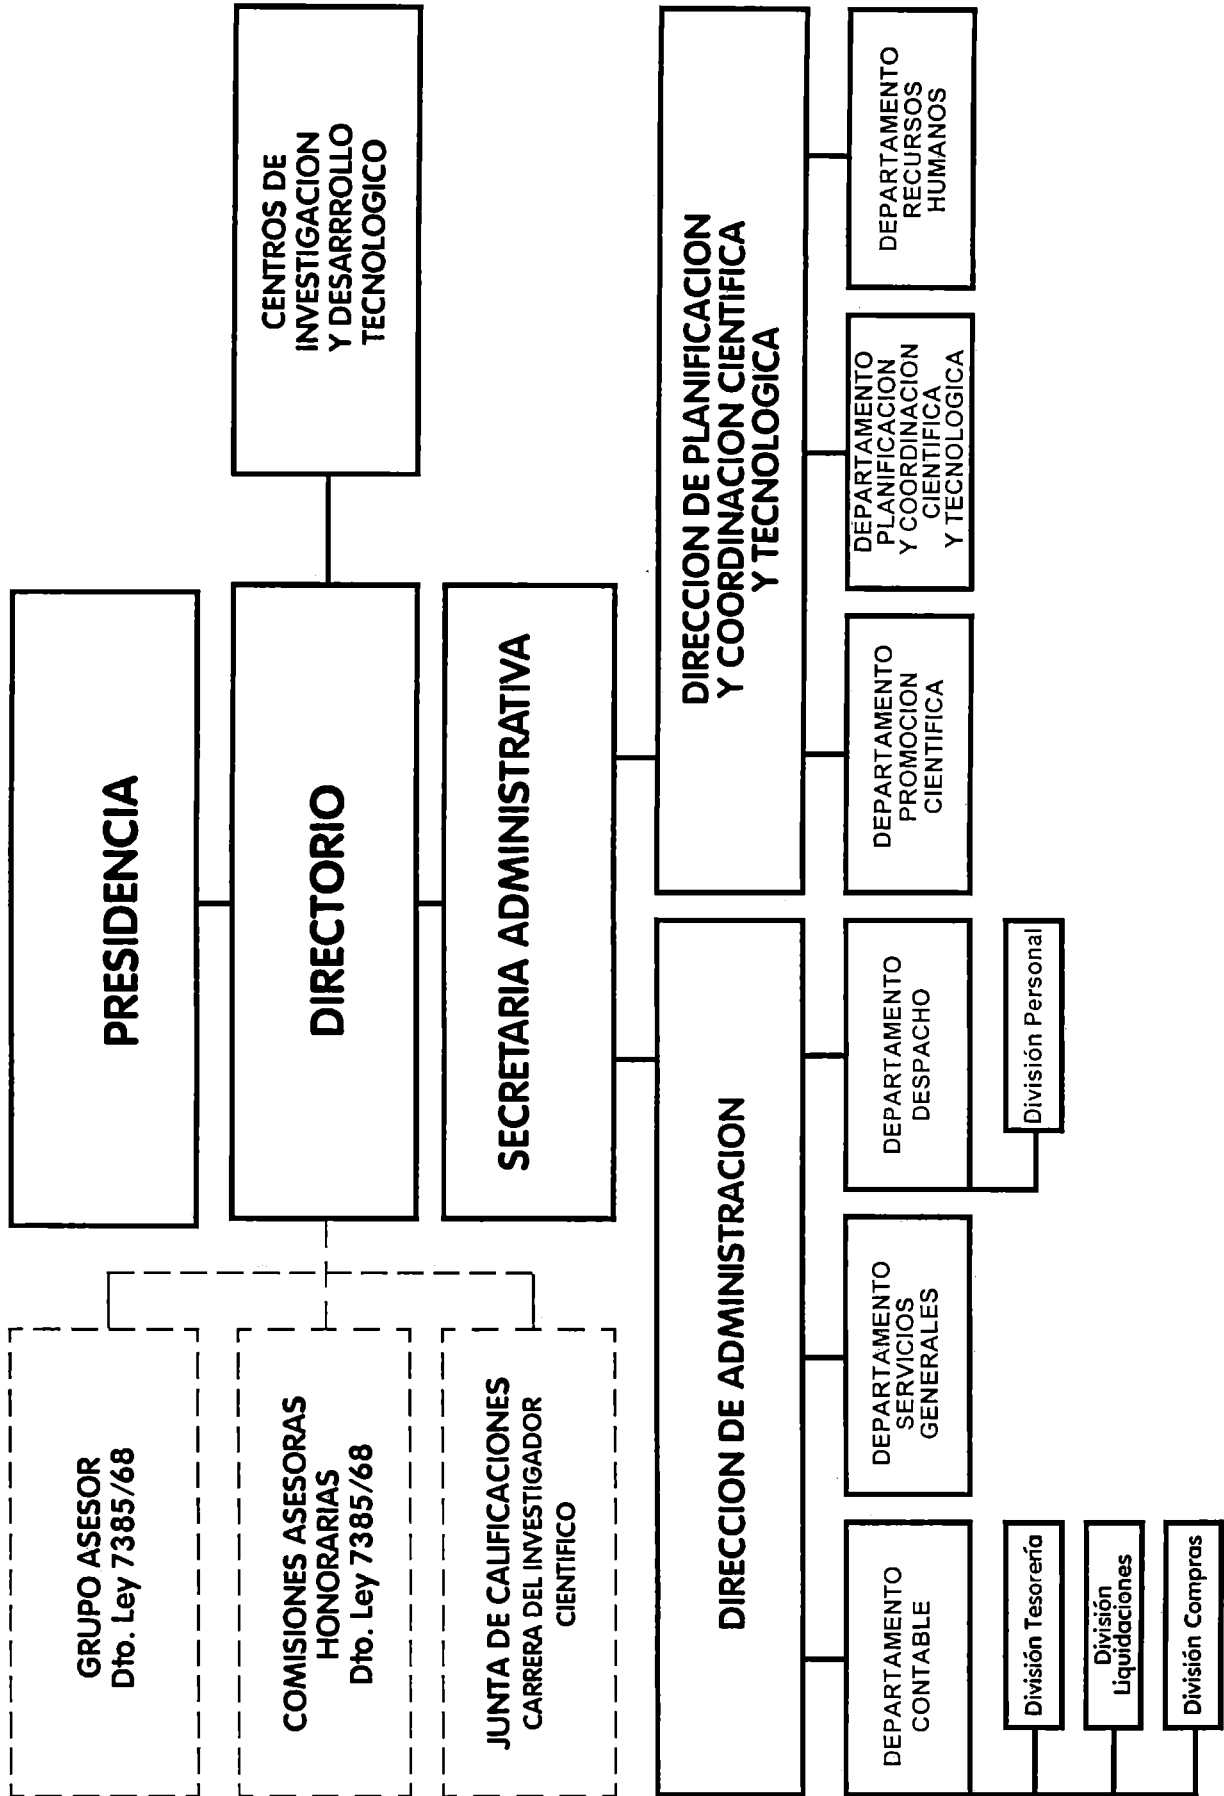 PRESIDENCIA
GRUPO ASESOR
Dto. Ley 7385/68
COMISIONES ASESORAS
HONORARIAS
Dto. Ley 7385/68
DIRECTORIO
CENTROS DE
INVESTIGACION
Y DESARRROLLO
TECNOLOGICO
JUNTA DE CALIFICACIONES
CARRERA DEL INVESTIGADOR
CIENTIFICO
SECRETARIA ADMINISTRATIVA
DIRECCION DE ADMINISTRACION
DIRECCION DE PLANIFICACION
Y COORDINACION CIENTIFICA
Y TECNOLOGICA
DEPARTAMENTO
CONTABLE
DEPARTAMENTO
SERVICIOS
GENERALES
DEPARTAMENTO
DESPACHO
DEPARTAMENTO
PROMOCION
CIENTIFICA
DEPARTAMENTO
PLANIFICACION
Y COORDINACION
CIENTIFICA
Y TECNOLOGICA
DEPARTAMENTO
RECURSOS
HUMANOS
División Tesorería
División
Liquidaciones
División Compras
División Personal